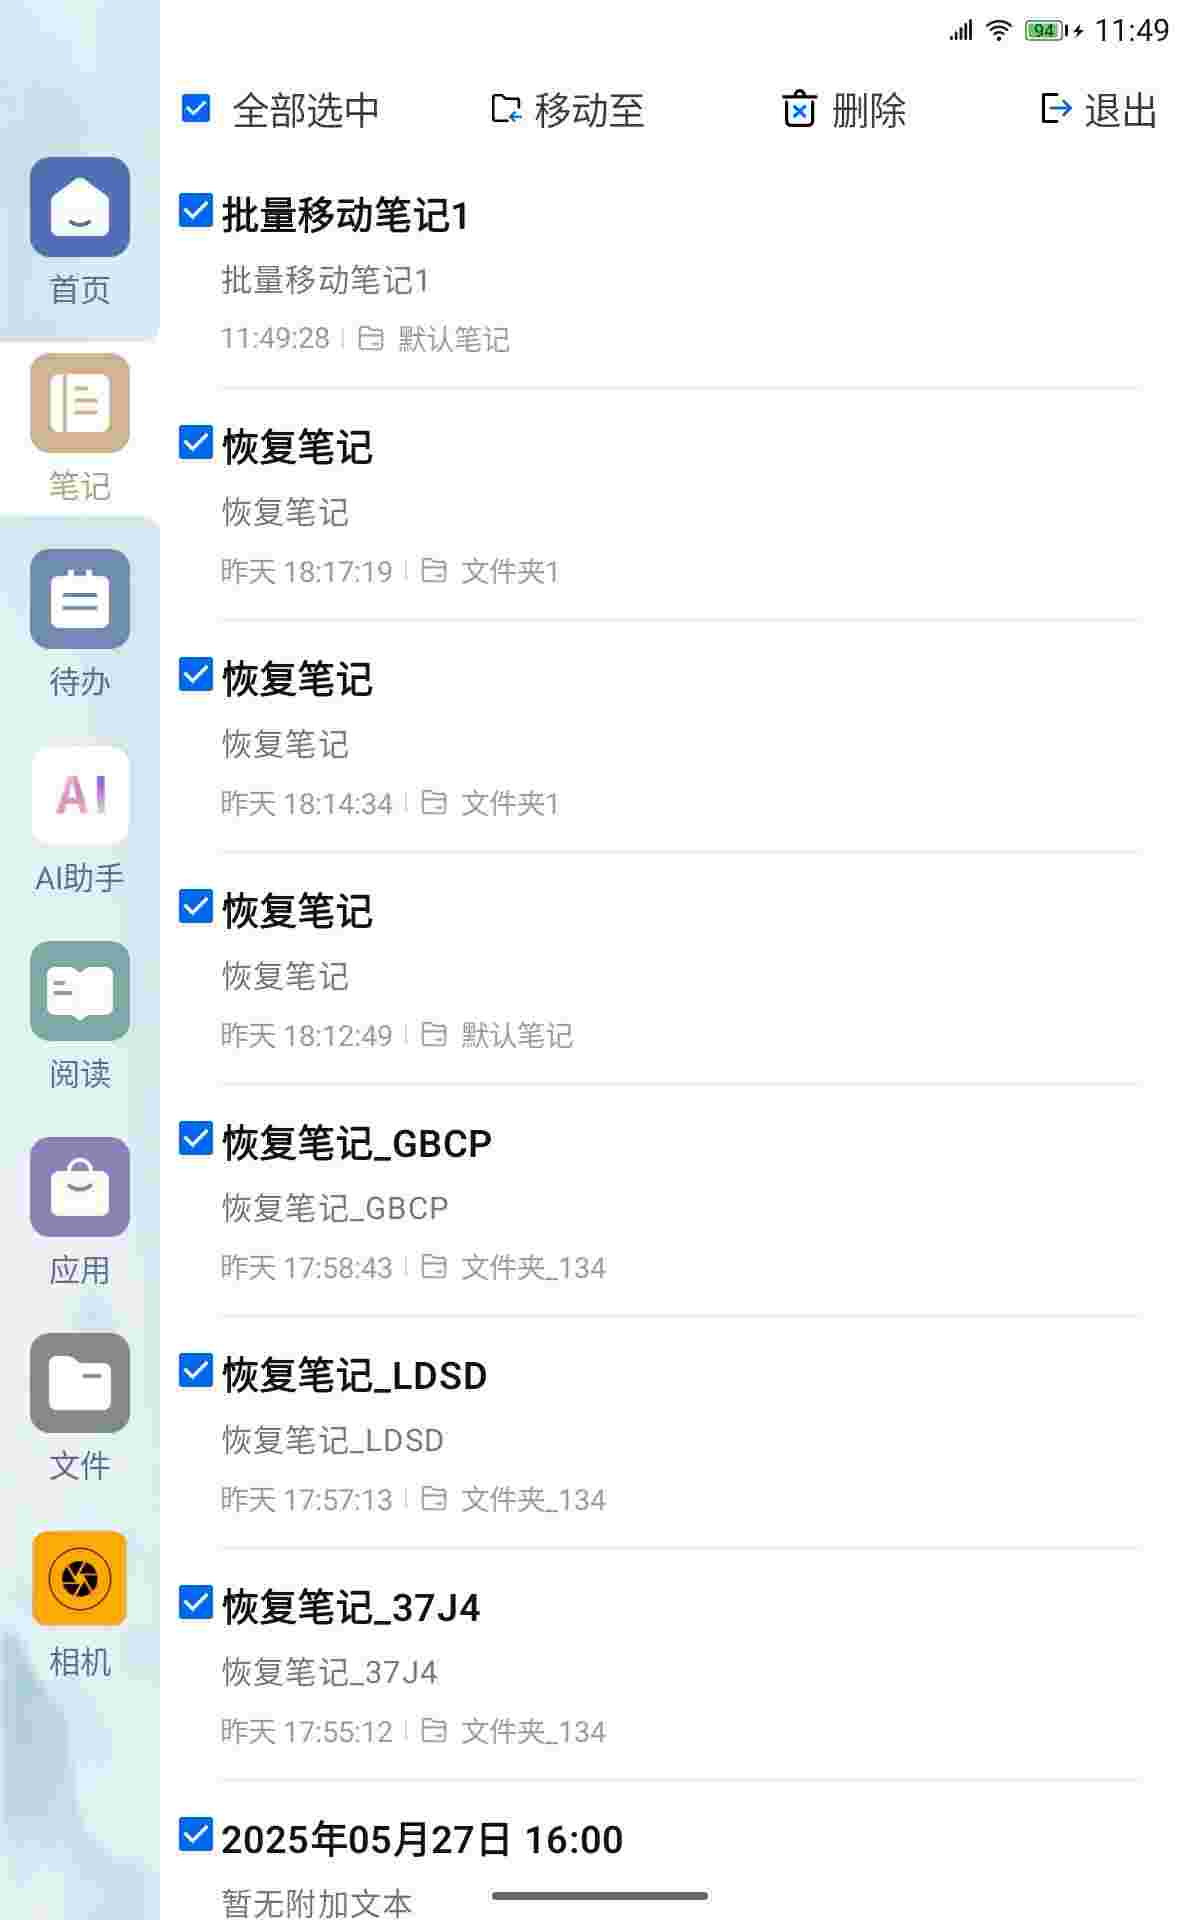 94 11:49
全部选中 移动至 删除 退出
首页
笔记
待办
AI
AI助手
阅读
应用
文件
相机
批量移动笔记1
批量移动笔记1
11:49:28 默认笔记
恢复笔记
恢复笔记
昨天 18:17:19 文件夹1
恢复笔记
恢复笔记
昨天 18:14:34 文件夹1
恢复笔记
恢复笔记
昨天 18:12:49 默认笔记
恢复笔记_GBCP
恢复笔记_GBCP
昨天 17:58:43 文件夹_134
恢复笔记_LDSD
恢复笔记_LDSD
昨天 17:57:13 文件夹_134
恢复笔记_37J4
恢复笔记_37J4
昨天 17:55:12 文件夹_134
2025年05月27日 16:00
暂无附加文本